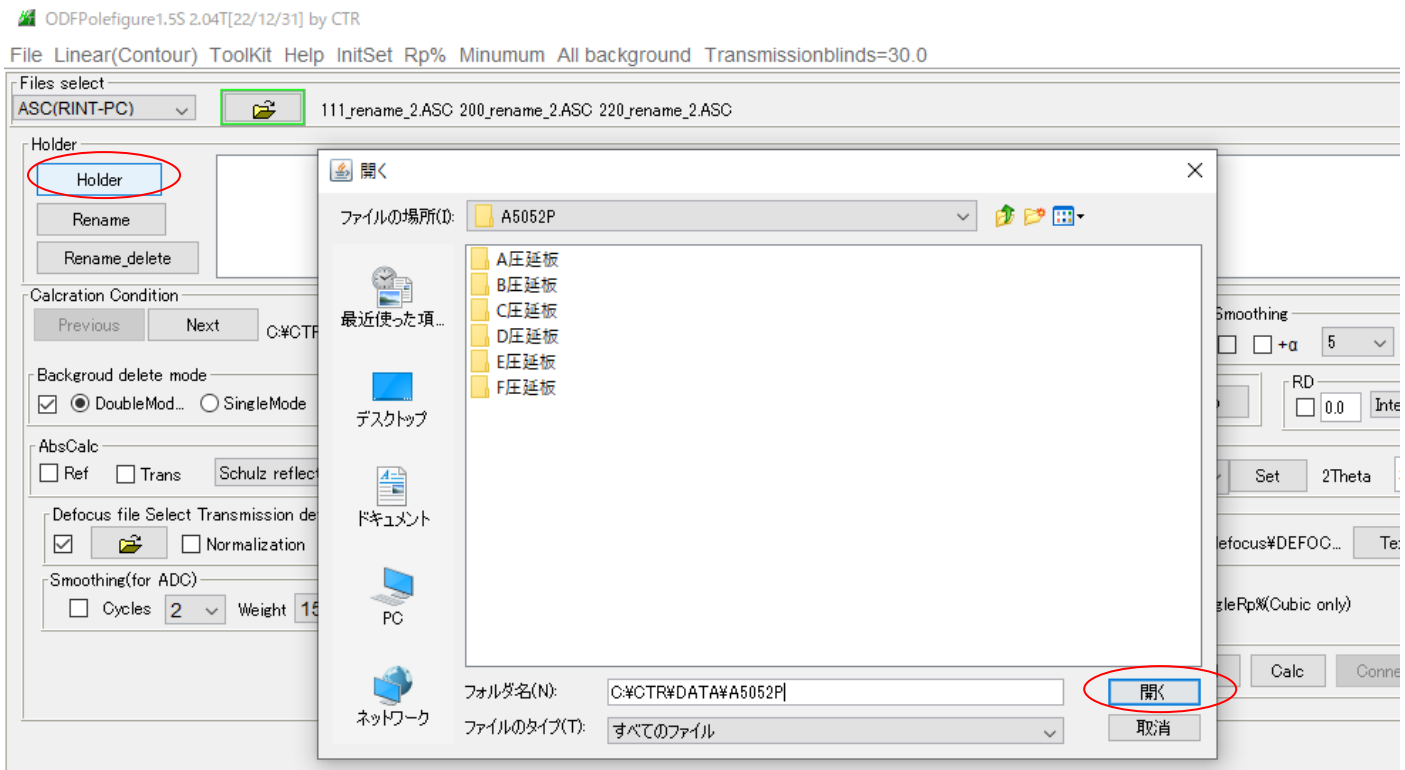 ODFPolefigure1.5S 2.04T[22/12/31] by CTR
File Linear(Contour) ToolKit Help InitSet Rp% Minumum All background Transmissionblinds=30.0
Files select
ASC(RINT-PC)
111_rename_2.ASC 200_rename_2.ASC 220_rename_2.ASC
Holder
Holder
Rename
Rename_delete
Calcration Condition
Previous Next C:¥CTR
Backgroud delete mode
DoubleMod... SingleMode
AbsCalc
Ref Trans Schulz reflect
Defocus file Select Transmission de
Normalization
Smoothing(for ADC)
Cycles 2 Weight 15
開く
ファイルの場所(I): A5052P
最近使った項...
デスクトップ
ドキュメント
PC
ネットワーク
A圧延板
B圧延板
C圧延板
D圧延板
E圧延板
F圧延板
フォルダ名(N): C:¥CTR¥DATA¥A5052P 開く
ファイルのタイプ(T): すべてのファイル 取消
Smoothing
+α 5
RD
0.0 Inte
Set 2Theta
defocus¥DEFOC... Te
gleRp%(Cubic only)
Calc Conne